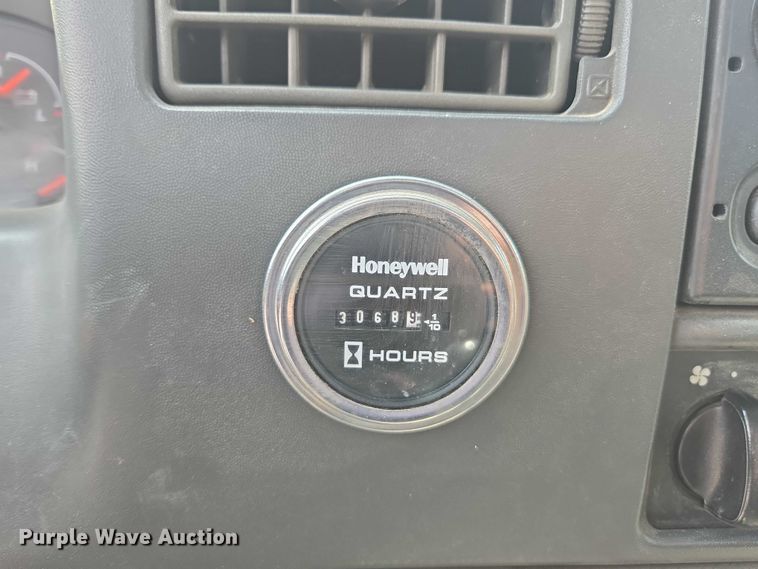 Honeywell
QUARTZ
30689 1/10
HOURS
Purple Wave Auction